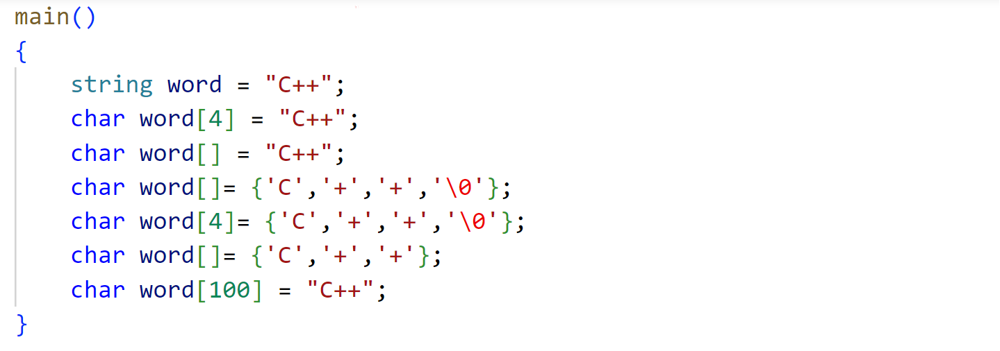 main()
{
string word = "C++";
char word[4] = "C++";
char word[] = "C++";
char word[]= {'C','+','+','\0'};
char word[4]= {'C','+','+','\0'};
char word[]= {'C','+','+'};
char word[100] = "C++";
}